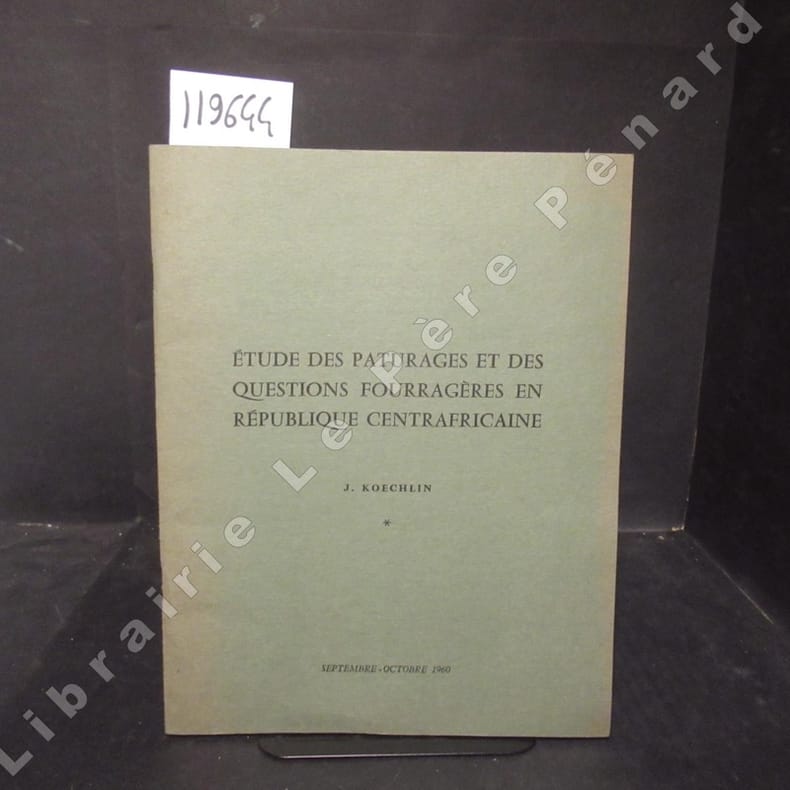 119644
ÉTUDE DES PATURAGES ET DES
QUESTIONS FOURRAGÈRES EN
RÉPUBLIQUE CENTRAFRICAINE
J. KOECHLIN
*
SEPTEMBRE-OCTOBRE 1960
Librairie Le Père Pénard